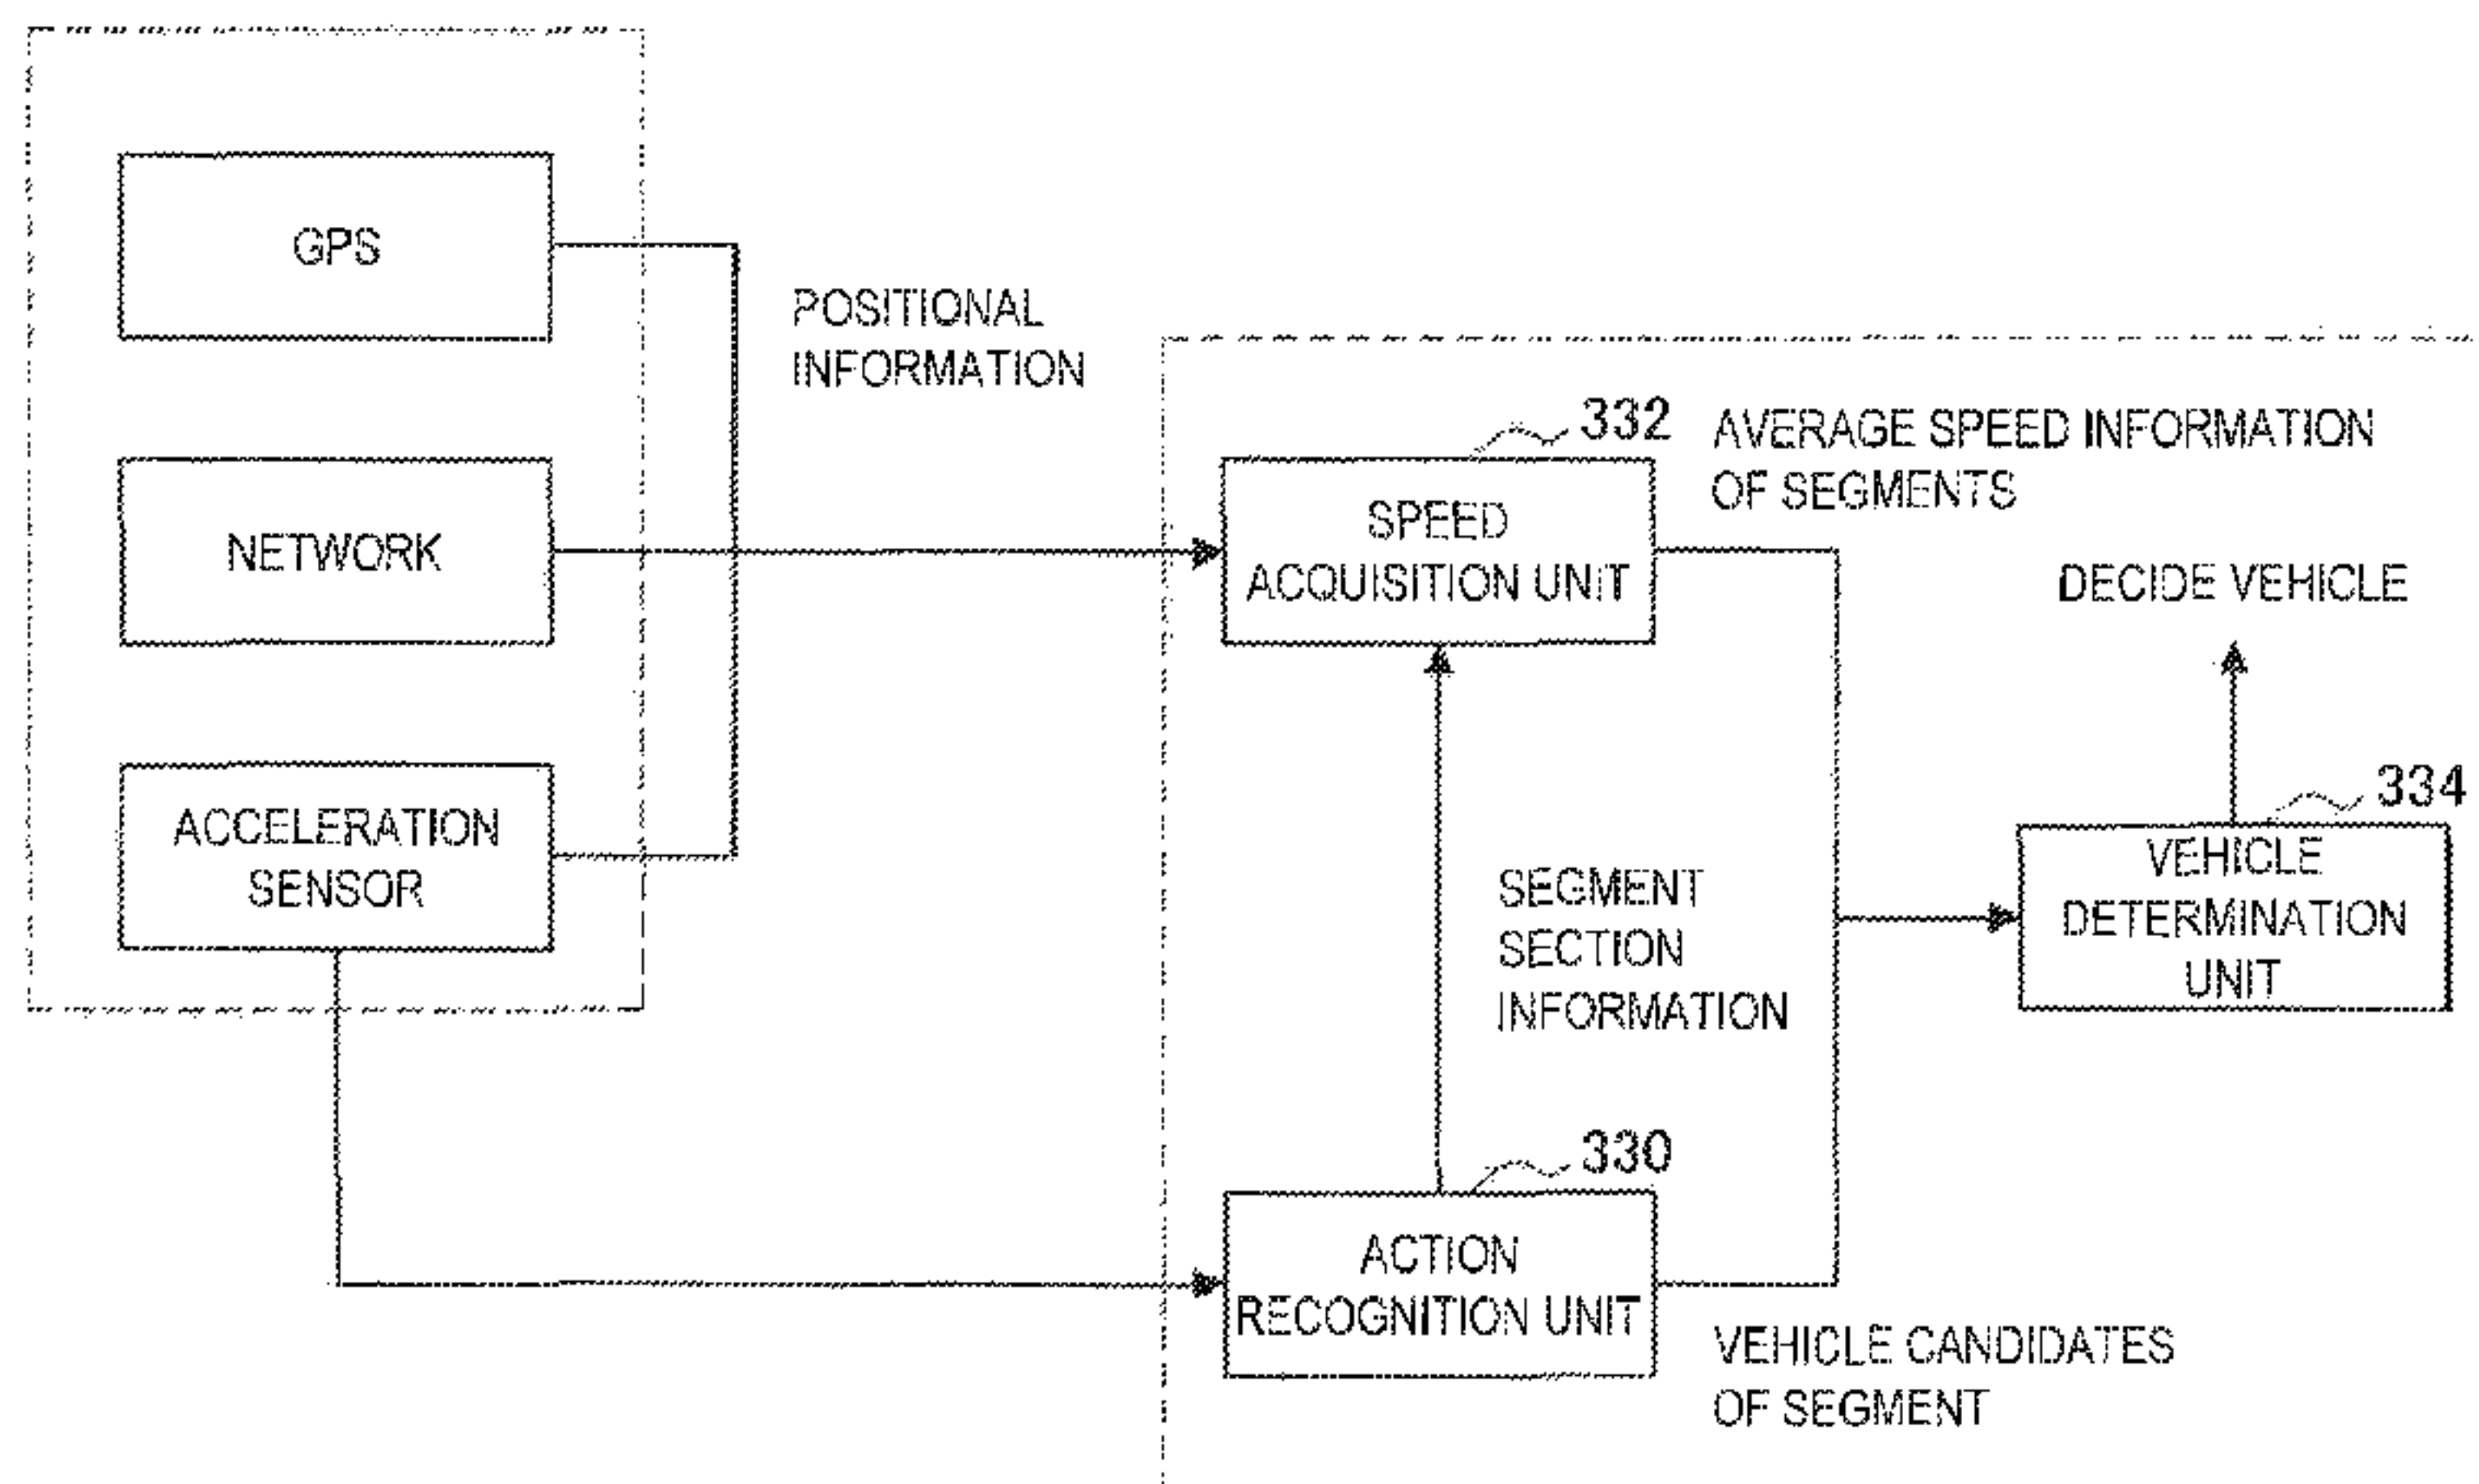 GPS
POSITIONAL
INFORMATION
332
AVERAGE SPEED INFORMATION
OF SEGMENTS
NETWORK
SPEED
ACQUISITION UNIT
DECIDE VEHICLE
334
ACCELERATION
SENSOR
SEGMENT
SECTION
INFORMATION
VEHICLE
DETERMINATION
UNIT
330
ACTION
RECOGNITION UNIT
VEHICLE CANDIDATES
OF SEGMENT